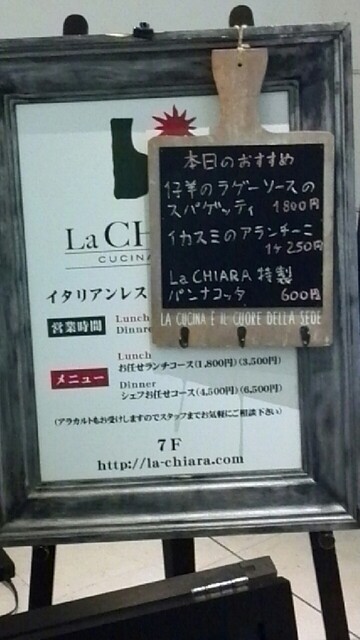 本日のおすすめ
仔羊のラグーソースの
スパゲッティ 1800円
イカスミのアランチーニ
1ヶ250円
La CHIARA 特製
パンナコッタ 600円
LA CUCINA È IL CUORE DELLA SEDE
La CH
CUCINA
イタリアンレス
営業時間 Lunch
Dinner
メニュー Lunch
お任せランチコース(1,800円)(3,500円)
Dinner
シェフお任せコース(4,500円)(6,500円)
(アラカルトもお受けしますのでスタッフまでお気軽にご相談下さい)
7F
http://la-chiara.com